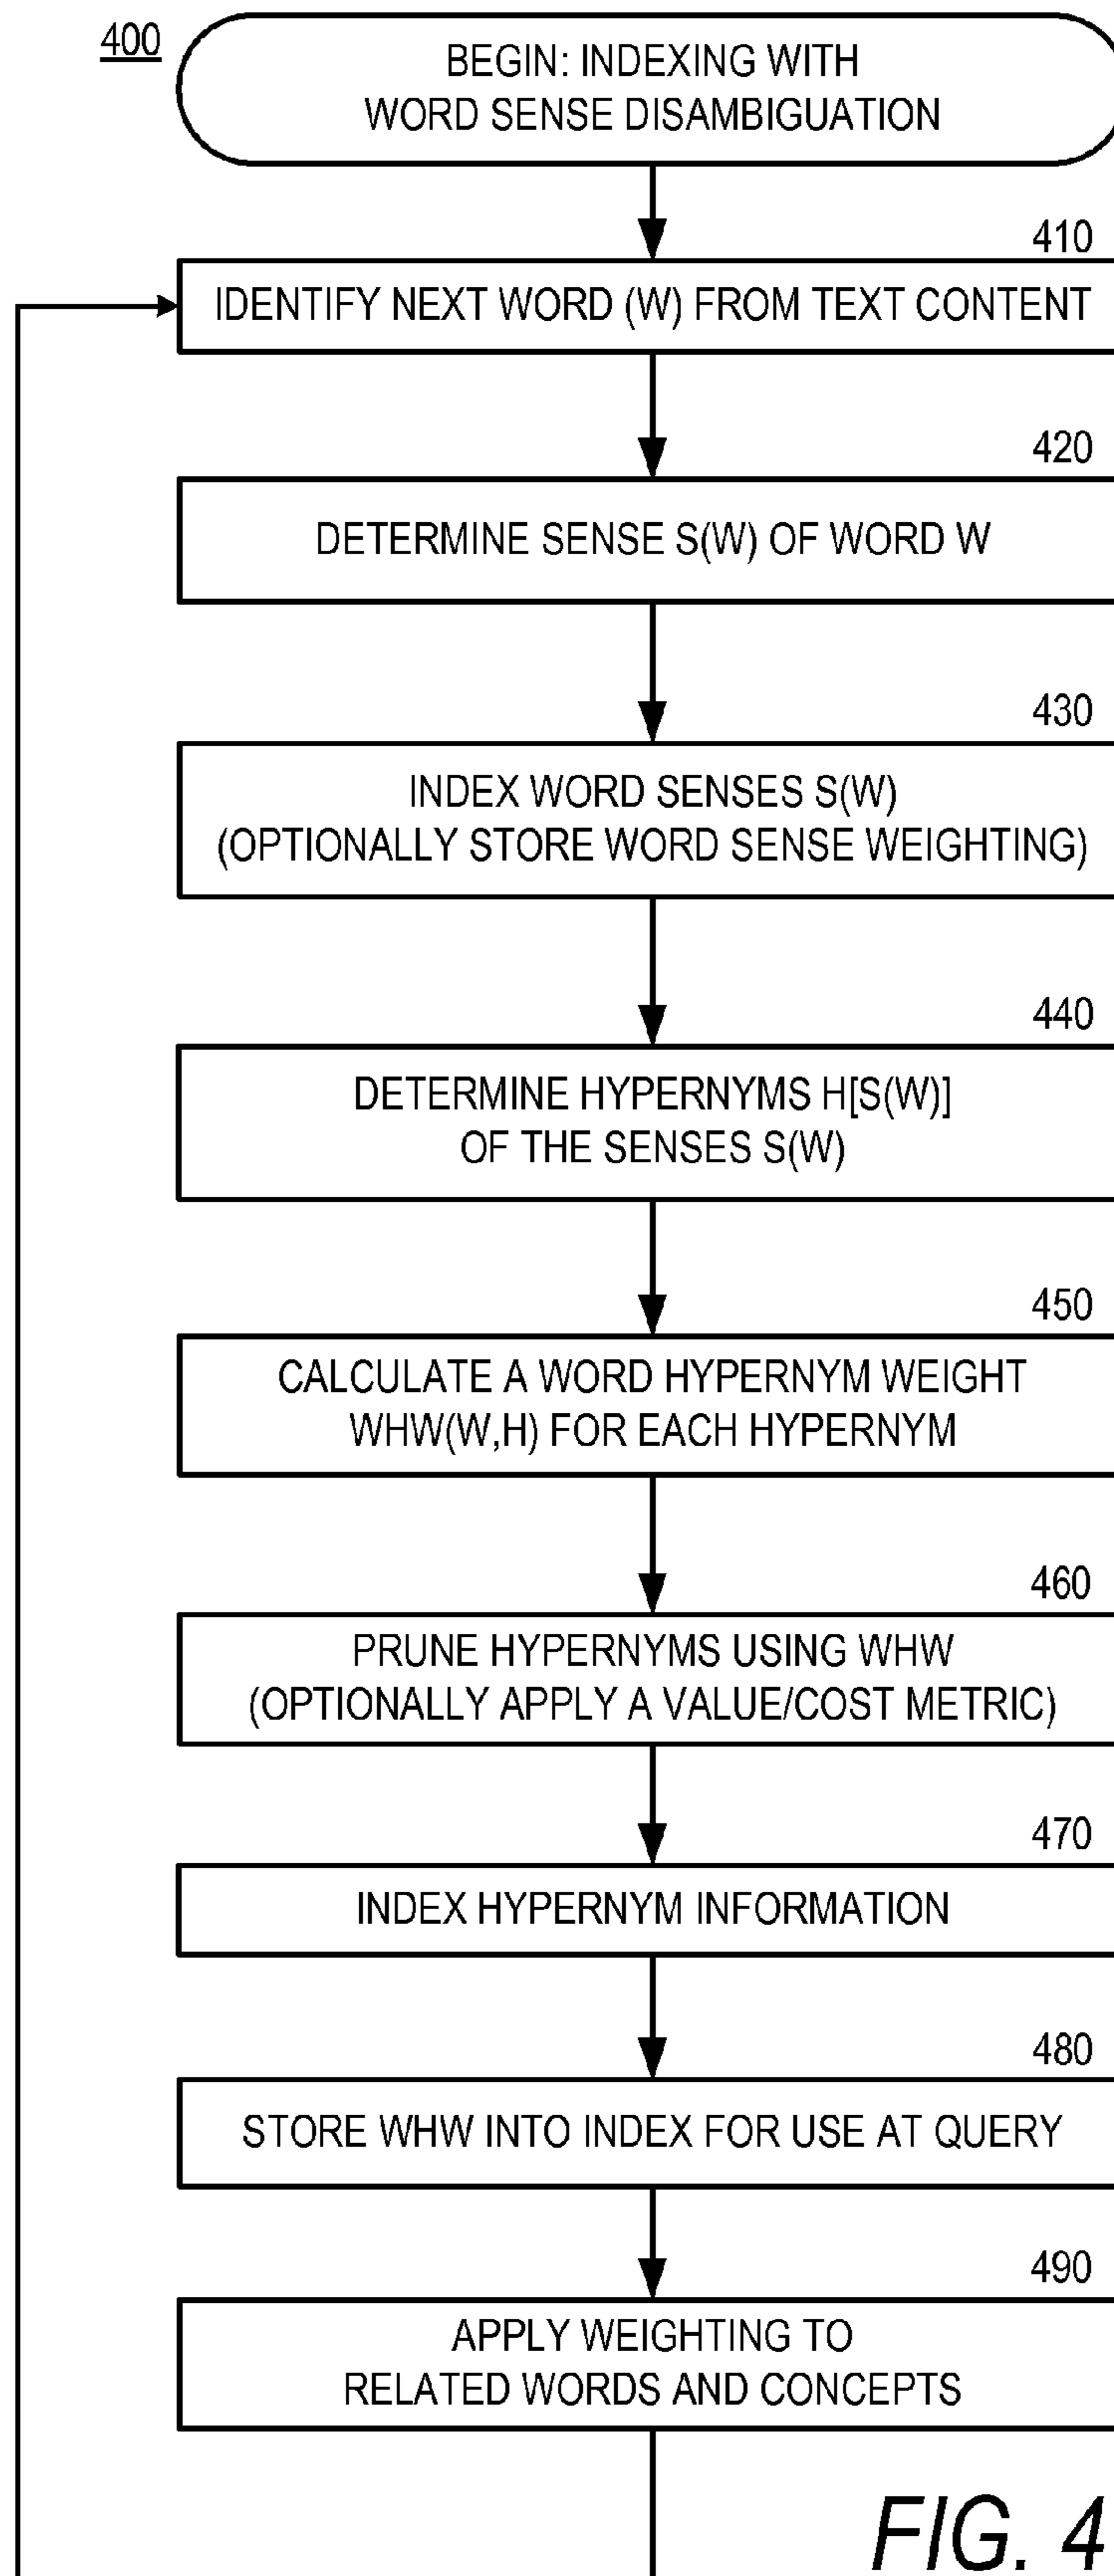 400
BEGIN: INDEXING WITH
WORD SENSE DISAMBIGUATION
410
IDENTIFY NEXT WORD (W) FROM TEXT CONTENT
420
DETERMINE SENSE S(W) OF WORD W
430
INDEX WORD SENSES S(W)
(OPTIONALLY STORE WORD SENSE WEIGHTING)
440
DETERMINE HYPERNYMS H[S(W)]
OF THE SENSES S(W)
450
CALCULATE A WORD HYPERNYM WEIGHT
WHW(W,H) FOR EACH HYPERNYM
460
PRUNE HYPERNYMS USING WHW
(OPTIONALLY APPLY A VALUE/COST METRIC)
470
INDEX HYPERNYM INFORMATION
480
STORE WHW INTO INDEX FOR USE AT QUERY
490
APPLY WEIGHTING TO
RELATED WORDS AND CONCEPTS
FIG. 4